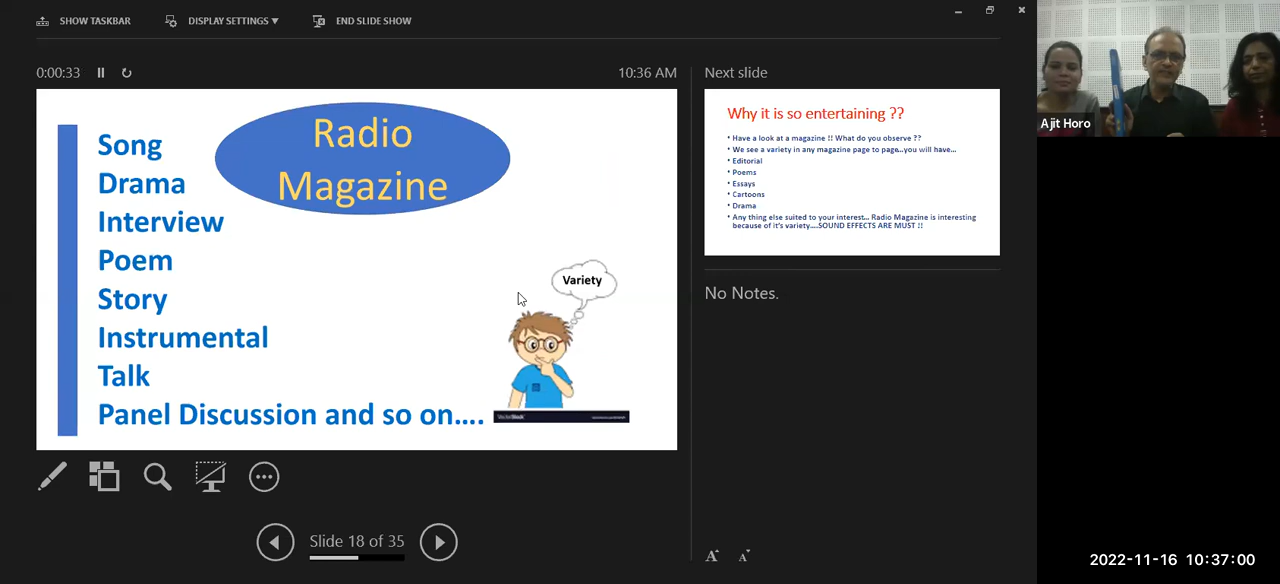 SHOW TASKBAR
DISPLAY SETTINGS ▼
END SLIDE SHOW
0:00:33
10:36 AM
Radio
Magazine
Song
Drama
Interview
Poem
Story
Instrumental
Talk
Panel Discussion and so on....
Variety
Slide 18 of 35
Next slide
Why it is so entertaining ??
• Have a look at a magazine !! What do you observe ??
• We see a variety in any magazine page to page...you will have...
• Editorial
• Poems
• Essays
• Cartoons
• Drama
• Any thing else suited to your interest... Radio Magazine is interesting
because of it's variety....SOUND EFFECTS ARE MUST !!
No Notes.
A A
Ajit Horo
2022-11-16 10:37:00